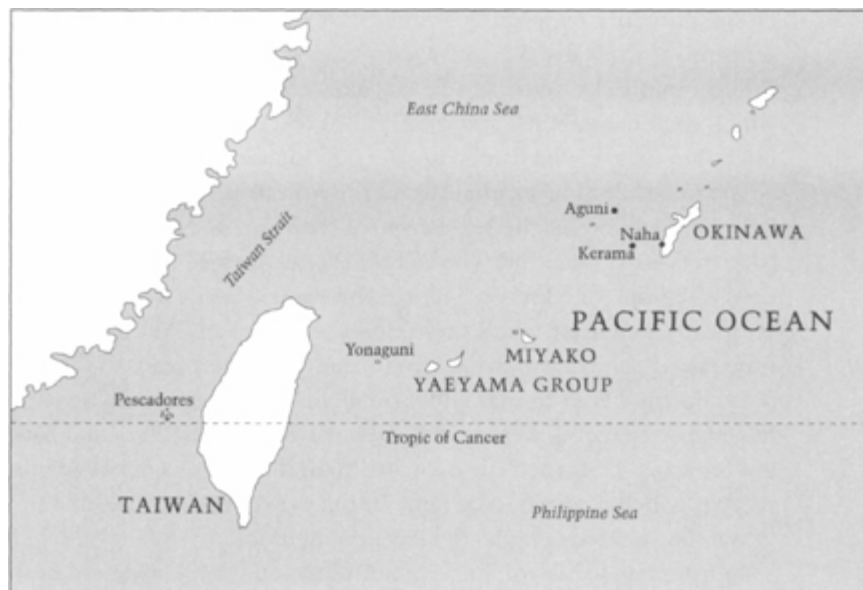 East China Sea
Aguni
Taiwan Strait
Naha
OKINAWA
Kerama
PACIFIC OCEAN
Yonaguni
MIYAKO
YAEYAMA GROUP
Pescadores
Tropic of Cancer
TAIWAN
Philippine Sea